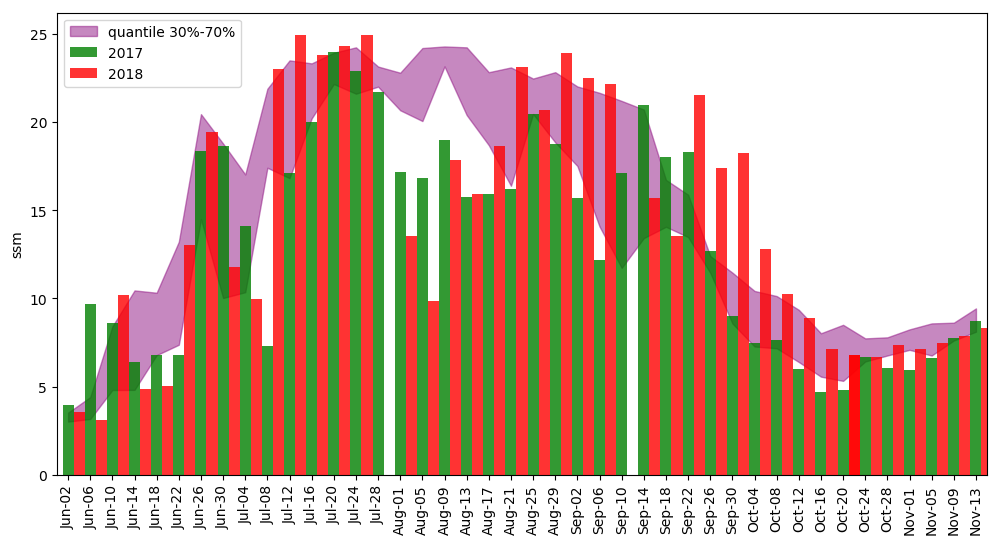 quantile 30%-70%
2017
2018
ssm
25
20
15
10
5
0
Jun-02
Jun-06
Jun-10
Jun-14
Jun-18
Jun-22
Jun-26
Jun-30
Jul-04
Jul-08
Jul-12
Jul-16
Jul-20
Jul-24
Jul-28
Aug-01
Aug-05
Aug-09
Aug-13
Aug-17
Aug-21
Aug-25
Aug-29
Sep-02
Sep-06
Sep-10
Sep-14
Sep-18
Sep-22
Sep-26
Sep-30
Oct-04
Oct-08
Oct-12
Oct-16
Oct-20
Oct-24
Oct-28
Nov-01
Nov-05
Nov-09
Nov-13